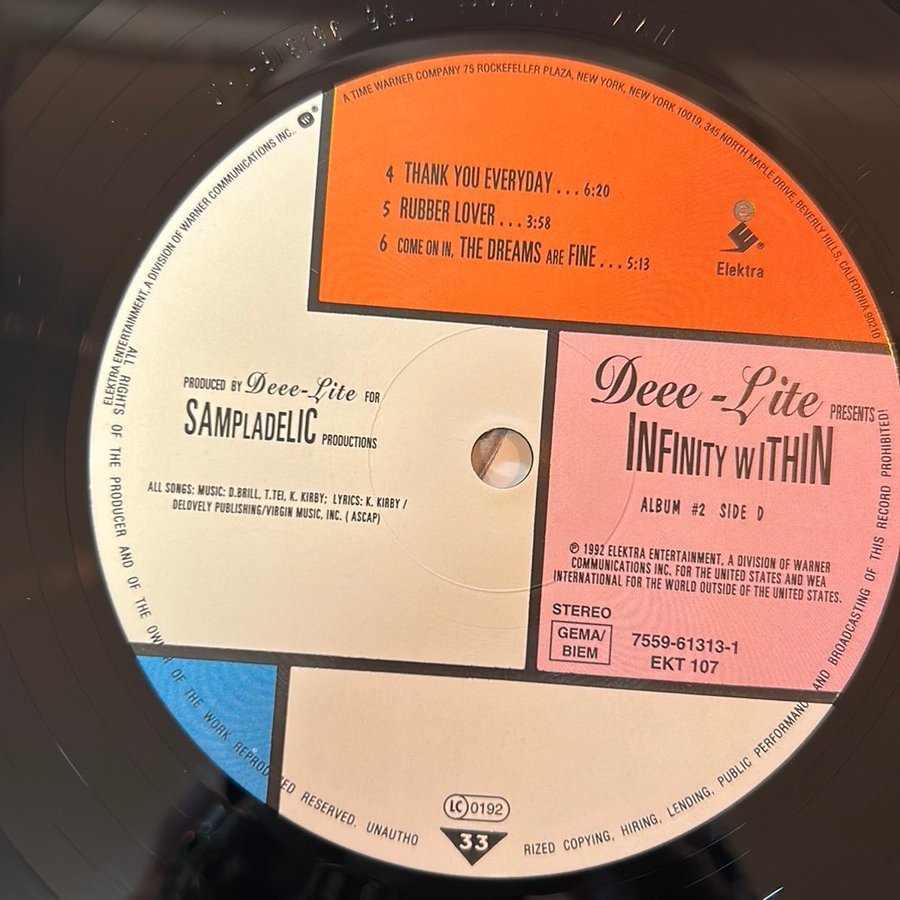 A TIME WARNER COMPANY 75 ROCKEFELLER PLAZA, NEW YORK, NEW YORK 10019, 345 NORTH MAPLE DRIVE, BEVERLY HILLS, CALIFORNIA 90210
ELEKTRA ENTERTAINMENT, A DIVISION OF WARNER COMMUNICATIONS INC..
4 THANK YOU EVERYDAY ... 6:20
5 RUBBER LOVER ... 3:58
6 COME ON IN, THE DREAMS ARE FINE ... 5:13
Elektra
PRODUCED BY Deee-Lite FOR
SAMPLADELIC PRODUCTIONS
ALL SONGS: MUSIC: D.BRILL, T.TEI, K. KIRBY; LYRICS: K. KIRBY /
DELOVELY PUBLISHING/VIRGIN MUSIC, INC. ( ASCAP)
Deee-Lite PRESENTS
INFINITY WITHIN
ALBUM #2 SIDE D
℗ 1992 ELEKTRA ENTERTAINMENT, A DIVISION OF WARNER
COMMUNICATIONS INC. FOR THE UNITED STATES AND WEA
INTERNATIONAL FOR THE WORLD OUTSIDE OF THE UNITED STATES.
STEREO
GEMA/
BIEM
7559-61313-1
EKT 107
LC 0192
33
ALL RIGHTS OF THE PRODUCER AND OF THE OWNER OF THE WORK REPRODUCED RESERVED. UNAUTHORIZED COPYING, HIRING, LENDING, PUBLIC PERFORMANCE AND BROADCASTING OF THIS RECORD PROHIBITED!